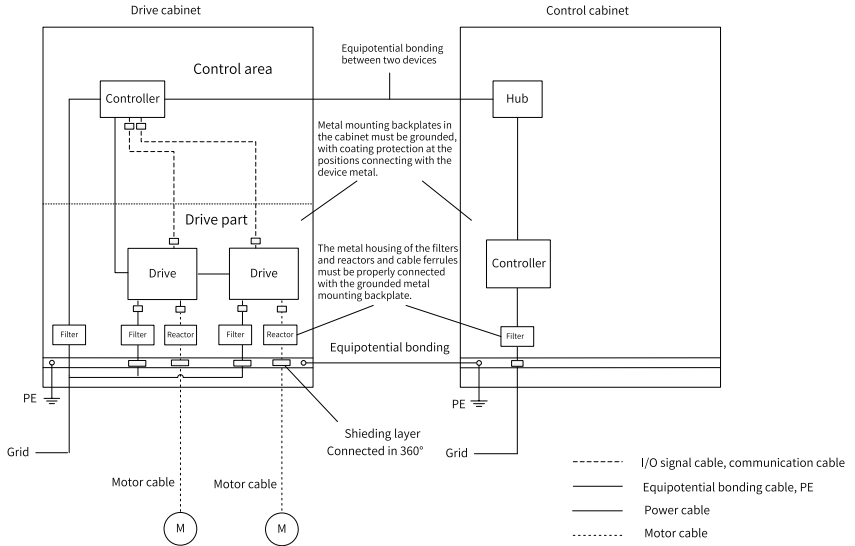 Drive cabinet
Control cabinet
Equipotential bonding
between two devices
Control area
Controller
Hub
Metal mounting backplates in
the cabinet must be grounded,
with coating protection at the
positions connecting with the
device metal.
Drive part
The metal housing of the filters
and reactors and cable ferrules
must be properly connected
with the grounded metal
mounting backplate.
Drive
Drive
Controller
Filter
Filter
Reactor
Filter
Reactor
Filter
Equipotential bonding
PE
PE
Shieding layer
Connected in 360°
Grid
Grid
Motor cable
Motor cable
M
M
I/O signal cable, communication cable
Equipotential bonding cable, PE
Power cable
Motor cable